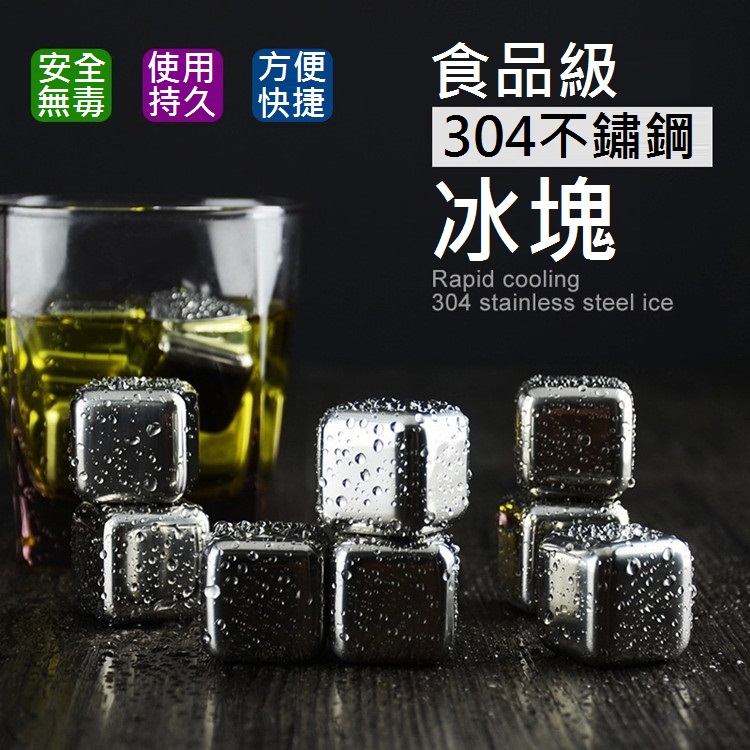 安全
無毒
使用
持久
方便
快捷
食品級
304不鏽鋼
冰塊
Rapid cooling
304 stainless steel ice